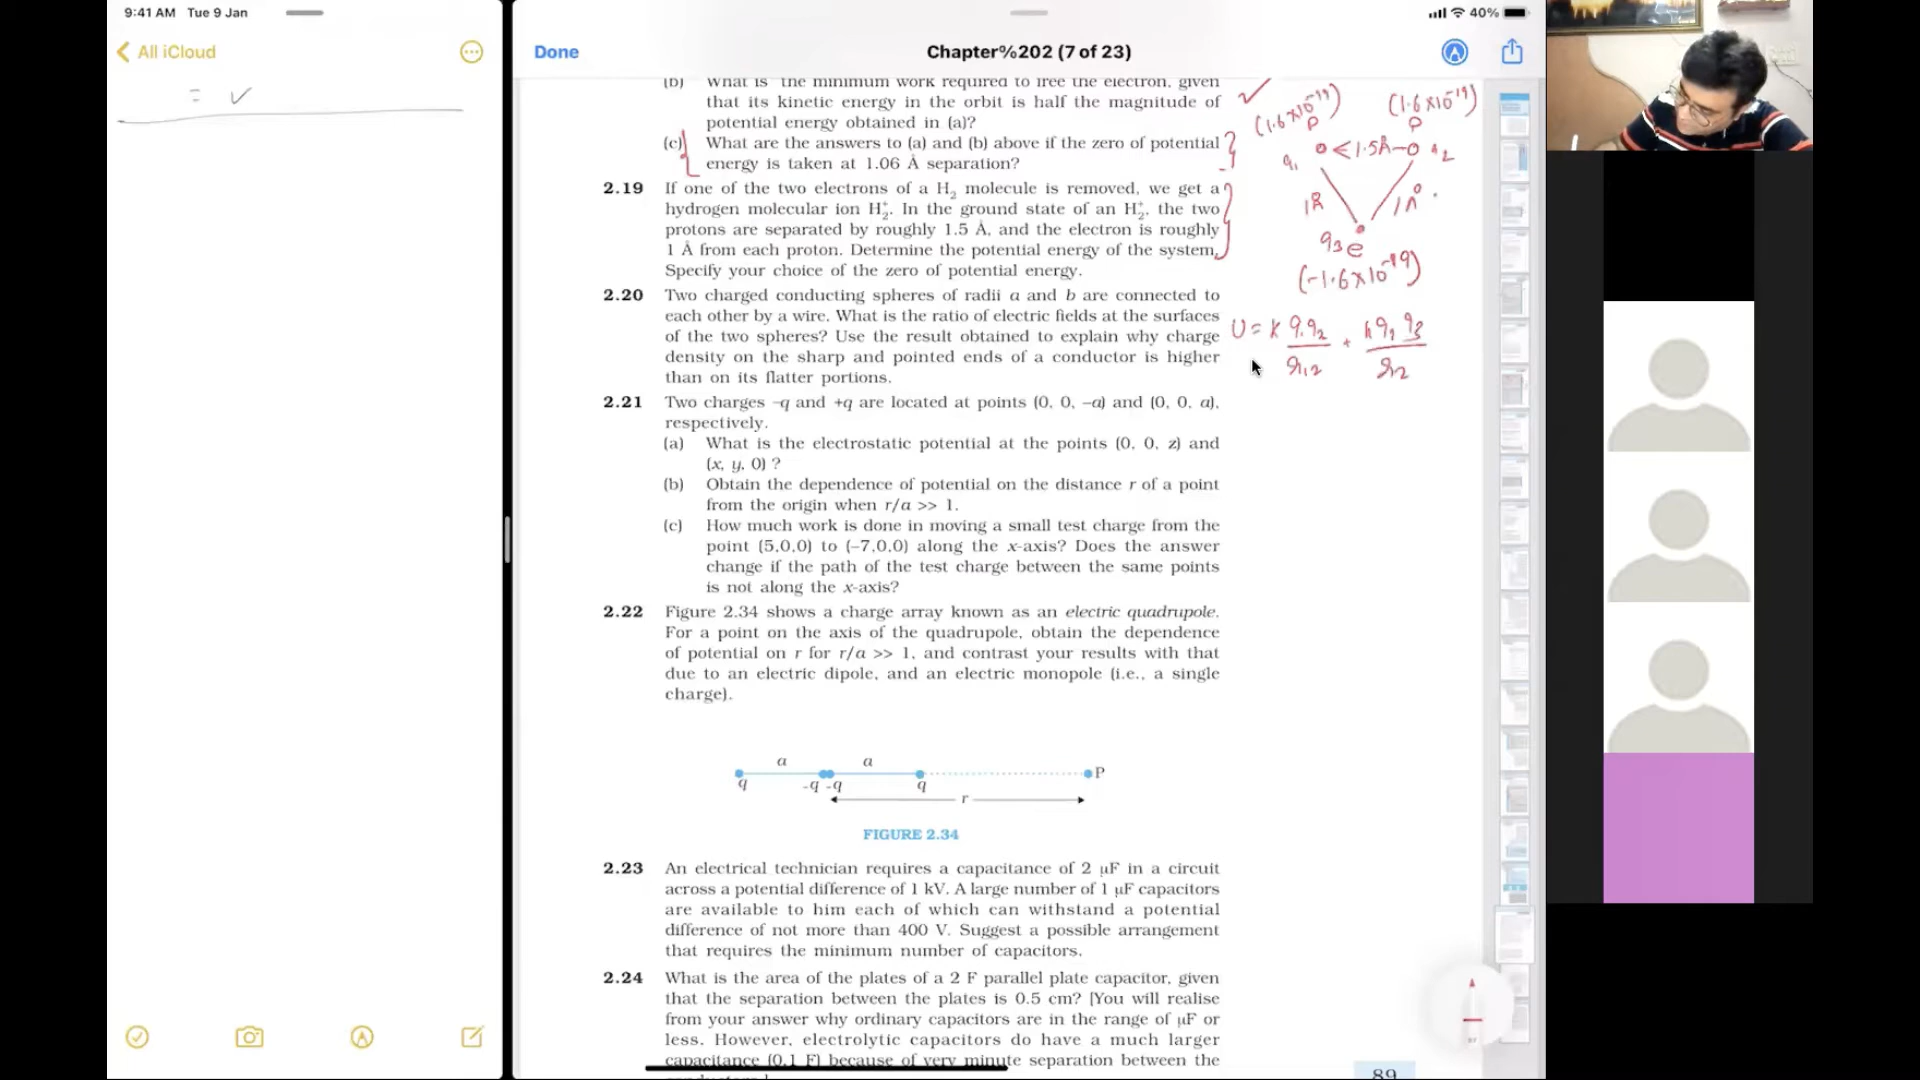 9:41 AM Tue 9 Jan
40%
All iCloud
Done
Chapter%202 (7 of 23)
= ✓
(b) What is the minimum work required to free the electron, given
that its kinetic energy in the orbit is half the magnitude of
potential energy obtained in (a)?
(c) What are the answers to (a) and (b) above if the zero of potential
energy is taken at 1.06 Å separation?
2.19 If one of the two electrons of a H₂ molecule is removed, we get a
hydrogen molecular ion H₂⁺. In the ground state of an H₂⁺, the two
protons are separated by roughly 1.5 Å, and the electron is roughly
1 Å from each proton. Determine the potential energy of the system.
Specify your choice of the zero of potential energy.
2.20 Two charged conducting spheres of radii a and b are connected to
each other by a wire. What is the ratio of electric fields at the surfaces
of the two spheres? Use the result obtained to explain why charge
density on the sharp and pointed ends of a conductor is higher
than on its flatter portions.
2.21 Two charges –q and +q are located at points (0, 0, –a) and (0, 0, a),
respectively.
(a) What is the electrostatic potential at the points (0, 0, z) and
(x, y, 0) ?
(b) Obtain the dependence of potential on the distance r of a point
from the origin when r/a >> 1.
(c) How much work is done in moving a small test charge from the
point (5,0,0) to (–7,0,0) along the x-axis? Does the answer
change if the path of the test charge between the same points
is not along the x-axis?
2.22 Figure 2.34 shows a charge array known as an electric quadrupole.
For a point on the axis of the quadrupole, obtain the dependence
of potential on r for r/a >> 1, and contrast your results with that
due to an electric dipole, and an electric monopole (i.e., a single
charge).
a a
q -q -q q P
r
FIGURE 2.34
2.23 An electrical technician requires a capacitance of 2 μF in a circuit
across a potential difference of 1 kV. A large number of 1 μF capacitors
are available to him each of which can withstand a potential
difference of not more than 400 V. Suggest a possible arrangement
that requires the minimum number of capacitors.
2.24 What is the area of the plates of a 2 F parallel plate capacitor, given
that the separation between the plates is 0.5 cm? [You will realise
from your answer why ordinary capacitors are in the range of μF or
less. However, electrolytic capacitors do have a much larger
capacitance (0.1 F) because of very minute separation between the
89
(1.6×10⁻¹⁹) (1.6×10⁻¹⁹)
P P
q₁ 1.5Å q₂
1Å 1Å
q₃ e
(-1.6×10⁻¹⁹)
U = k q₁q₂ / r₁₂ + k q₁ q₃ / r₁₂